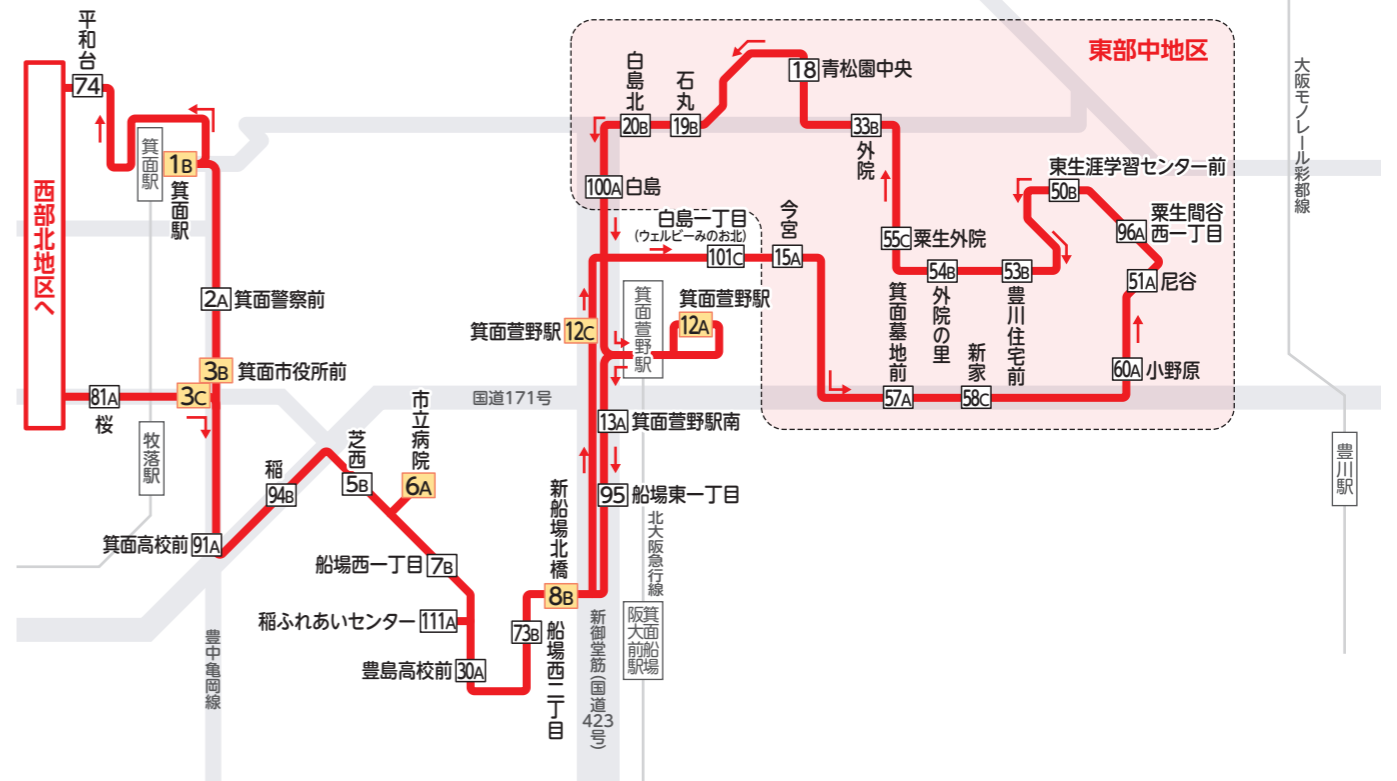 平和台
74
西部北地区へ
箕面駅
1B
箕面駅
2A
箕面警察前
3B
箕面市役所前
3C
81A
桜
牧落駅
箕面高校前
91A
豊中亀岡線
稲
94B
芝西
5B
市立病院
6A
船場西一丁目
7B
稲ふれあいセンター
111A
豊島高校前
30A
73B
船場西二丁目
新船場北橋
8B
国道171号
新御堂筋(国道423号)
箕面萱野駅
12C
白島一丁目
(ウェルビーみのお北)
101C
箕面萱野駅
箕面萱野駅
12A
13A
箕面萱野駅南
95
船場東一丁目
北大阪急行線
箕面船場
阪大前駅
東部中地区
白島北
20B
石丸
19B
100A
白島
18
青松園中央
33B
外院
55C
粟生外院
54B
外院の里
53B
豊川住宅前
東生涯学習センター前
50B
粟生間谷
西一丁目
96A
51A
尼谷
60A
小野原
今宮
15A
箕面墓地前
57A
新家
58C
大阪モノレール彩都線
豊川駅